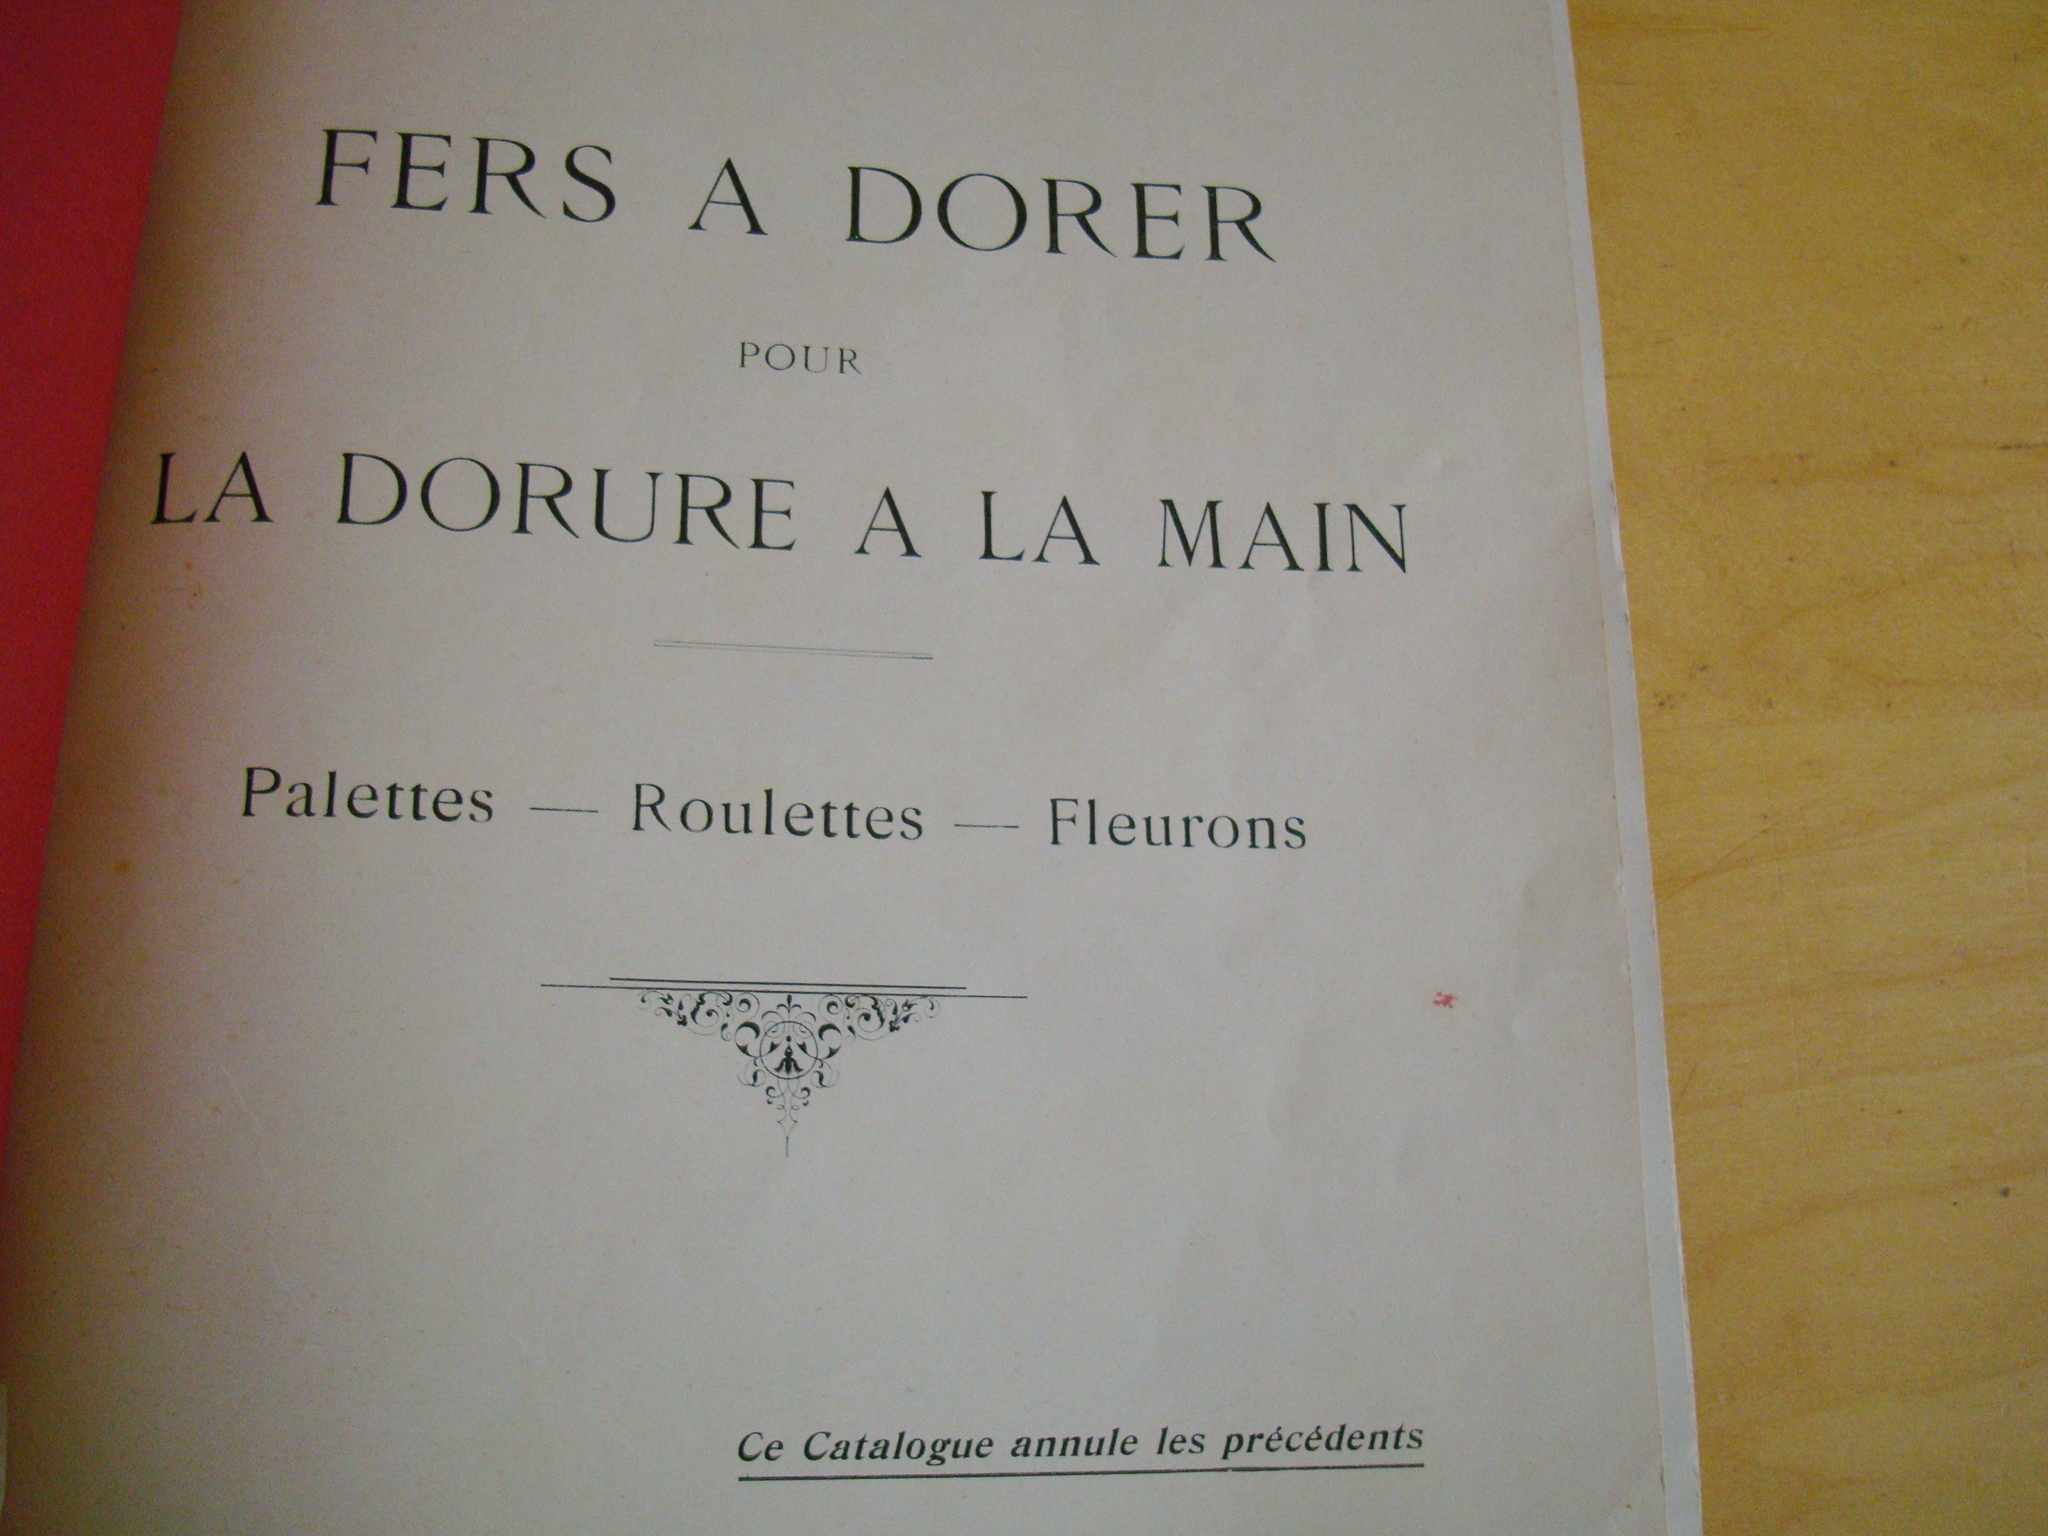 FERS A DORER
POUR
LA DORURE A LA MAIN
Palettes — Roulettes — Fleurons
Ce Catalogue annule les précédents